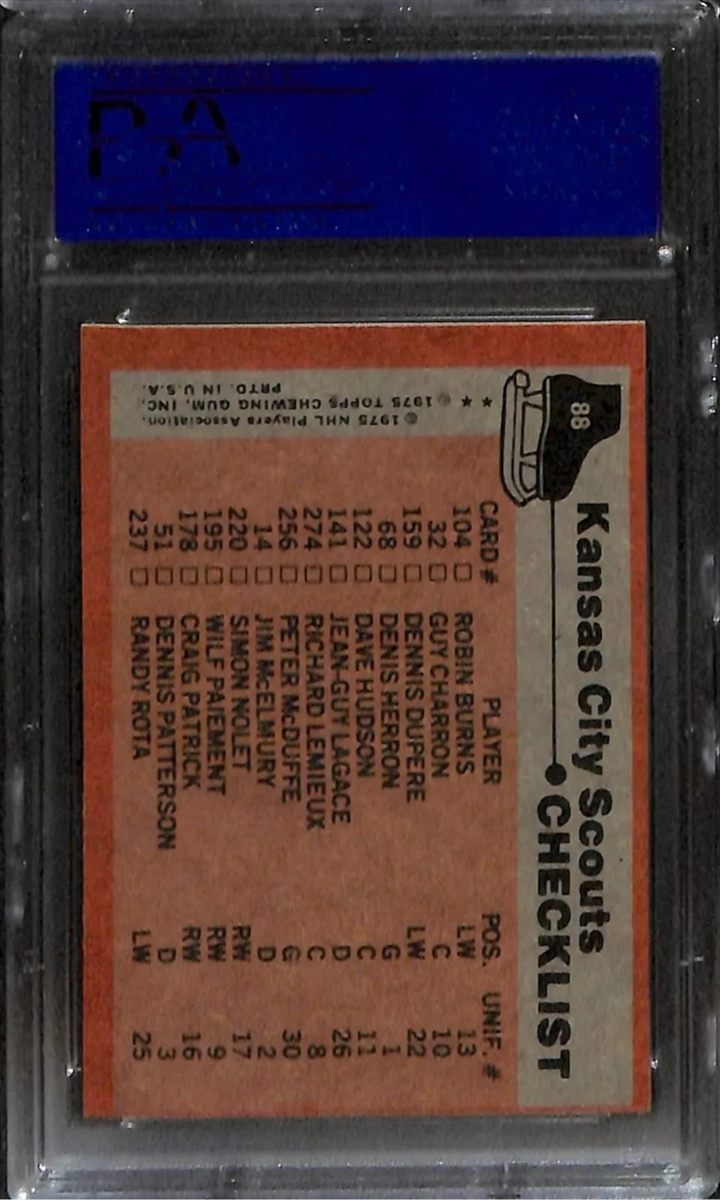 88
Kansas City Scouts
CHECKLIST
CARD# PLAYER POS. UNIF. #
104 □ ROBIN BURNS LW 13
32 □ GUY CHARRON C 10
159 □ DENNIS DUPERE LW 22
68 □ DENIS HERRON G 1
122 □ DAVE HUDSON C 11
141 □ JEAN-GUY LAGACE D 26
274 □ RICHARD LEMIEUX C 8
256 □ PETER McDUFFE G 30
14 □ JIM McELMURY D 2
220 □ SIMON NOLET RW 17
195 □ WILF PAIEMENT RW 9
178 □ CRAIG PATRICK RW 16
51 □ DENNIS PATTERSON D 3
237 □ RANDY ROTA LW 25
© 1975 NHL Players Association.
* * © 1975 TOPPS CHEWING GUM, INC.
PRTD. IN U.S.A.